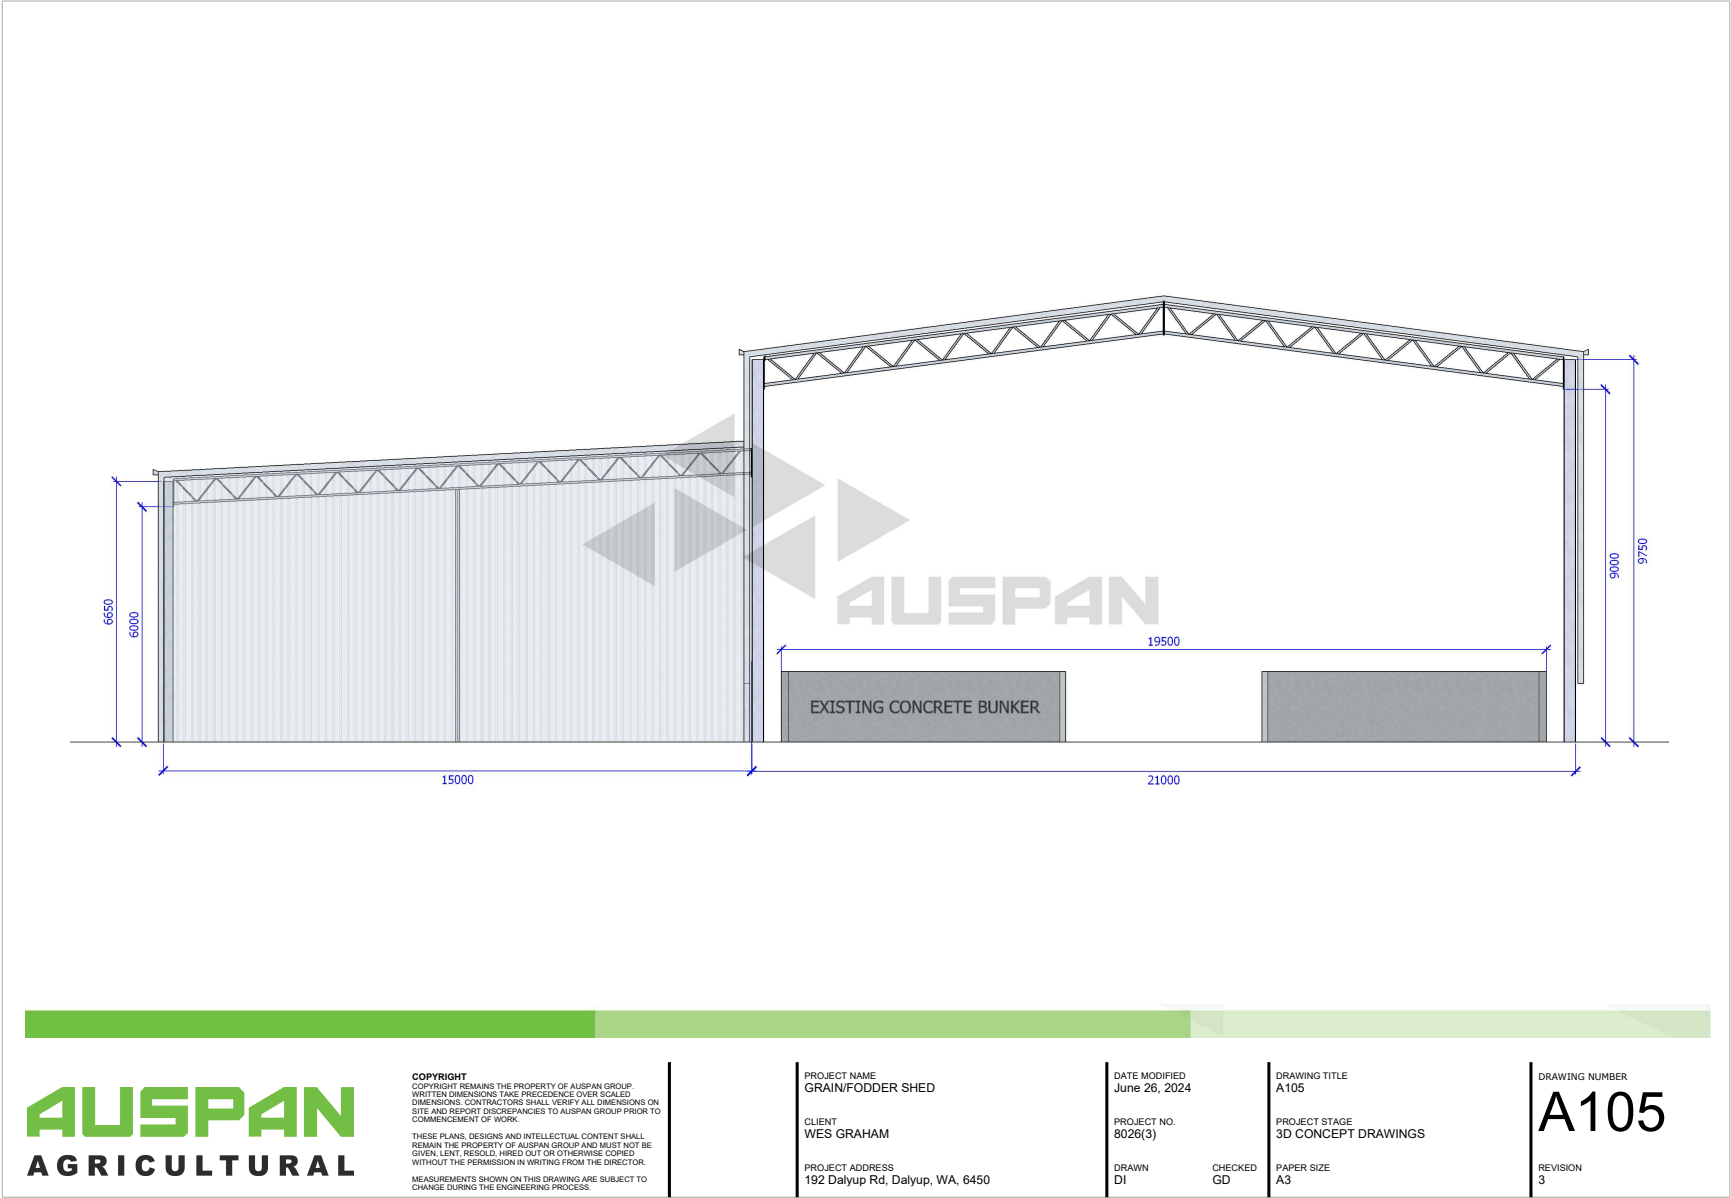 6650
6000
AUSPAN
19500
9000
9750
EXISTING CONCRETE BUNKER
15000
21000
AUSPAN
AGRICULTURAL
COPYRIGHT
COPYRIGHT REMAINS THE PROPERTY OF AUSPAN GROUP.
WRITTEN DIMENSIONS TAKE PRECEDENCE OVER SCALED
DIMENSIONS. CONTRACTORS SHALL VERIFY ALL DIMENSIONS ON
SITE AND REPORT DISCREPANCIES TO AUSPAN GROUP PRIOR TO
COMMENCEMENT OF WORK.
THESE PLANS, DESIGNS AND INTELLECTUAL CONTENT SHALL
REMAIN THE PROPERTY OF AUSPAN GROUP AND MUST NOT BE
GIVEN, LENT, RESOLD, HIRED OUT OR OTHERWISE COPIED
WITHOUT THE PERMISSION IN WRITING FROM THE DIRECTOR.
MEASUREMENTS SHOWN ON THIS DRAWING ARE SUBJECT TO
CHANGE DURING THE ENGINEERING PROCESS.
PROJECT NAME
GRAIN/FODDER SHED
CLIENT
WES GRAHAM
PROJECT ADDRESS
192 Dalyup Rd, Dalyup, WA, 6450
DATE MODIFIED
June 26, 2024
PROJECT NO.
8026(3)
DRAWN
DI
CHECKED
GD
DRAWING TITLE
A105
PROJECT STAGE
3D CONCEPT DRAWINGS
PAPER SIZE
A3
DRAWING NUMBER
A105
REVISION
3